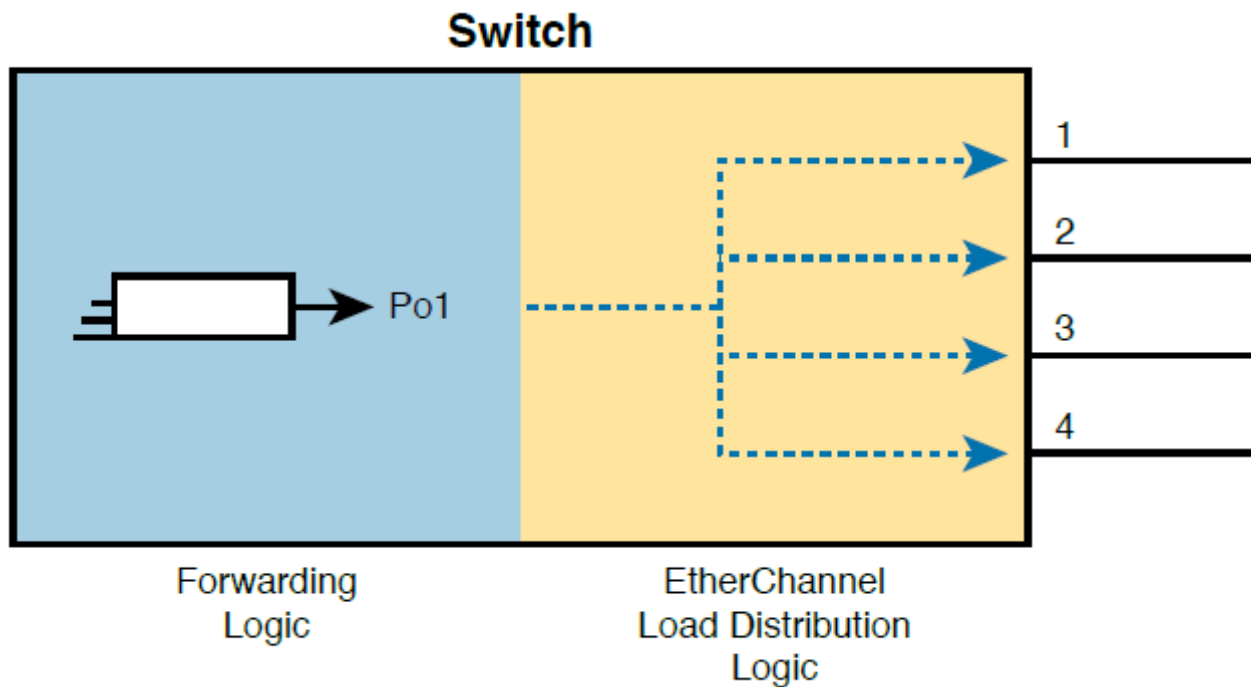 Switch
1
2
3
4
Po1
Forwarding
Logic
EtherChannel
Load Distribution
Logic